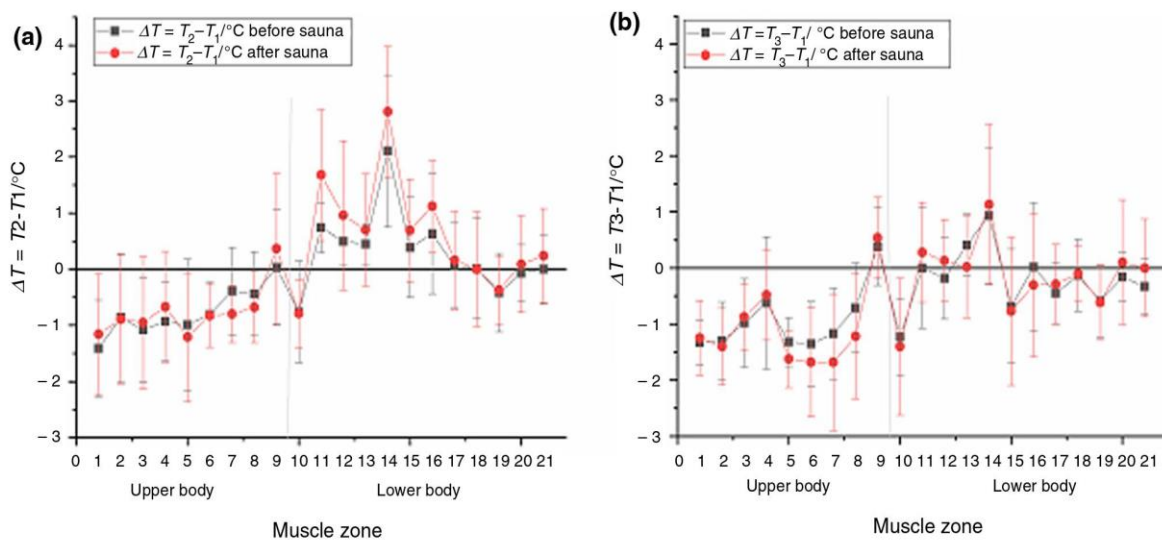 (a)
ΔT = T₂–T₁/°C before sauna
ΔT = T₂–T₁/°C after sauna
4
3
2
1
0
– 1
– 2
– 3
ΔT = T2-T1/°C
0 1 2 3 4 5 6 7 8 9 10 11 12 13 14 15 16 17 18 19 20 21
Upper body Lower body
Muscle zone
(b)
ΔT =T₃–T₁/ °C before sauna
ΔT = T₃–T₁/ °C after sauna
4
3
2
1
0
–1
–2
–3
ΔT = T3-T1/°C
0 1 2 3 4 5 6 7 8 9 10 11 12 13 14 15 16 17 18 19 20 21
Upper body Lower body
Muscle zone